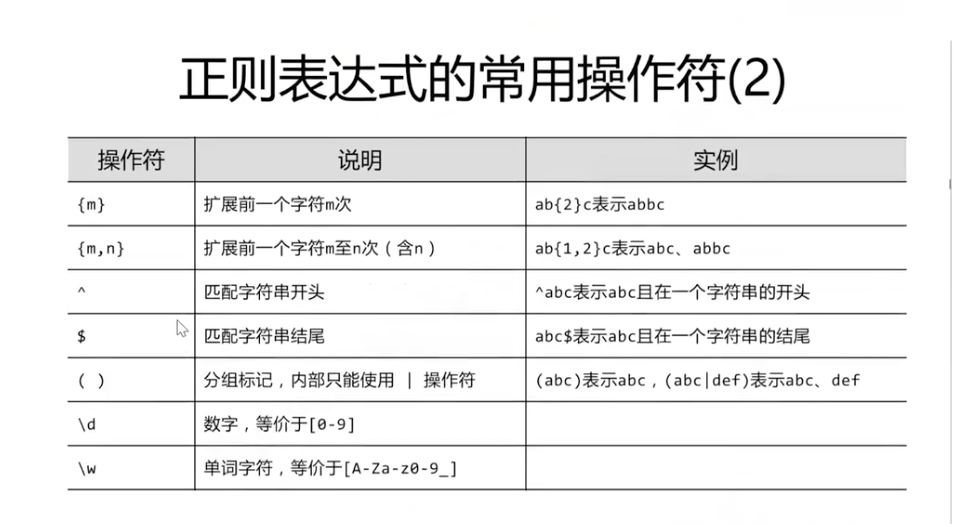 正则表达式的常用操作符(2)
操作符 说明 实例
{m} 扩展前一个字符m次 ab{2}c表示abbc
{m,n} 扩展前一个字符m至n次（含n） ab{1,2}c表示abc、abbc
^ 匹配字符串开头 ^abc表示abc且在一个字符串的开头
$ 匹配字符串结尾 abc$表示abc且在一个字符串的结尾
( ) 分组标记，内部只能使用 | 操作符 (abc)表示abc，(abc|def)表示abc、def
\d 数字，等价于[0-9]
\w 单词字符，等价于[A-Za-z0-9_]